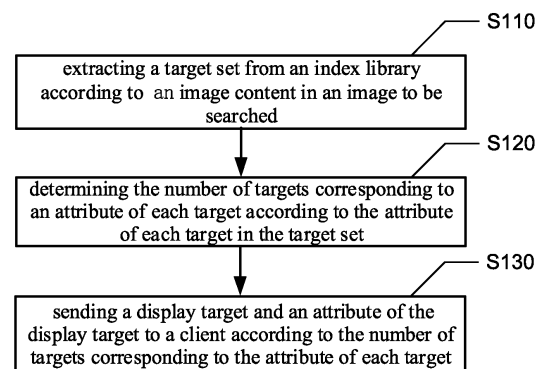 S110
extracting a target set from an index library
according to an image content in an image to be
searched
S120
determining the number of targets corresponding to
an attribute of each target according to the attribute
of each target in the target set
S130
sending a display target and an attribute of the
display target to a client according to the number of
targets corresponding to the attribute of each target